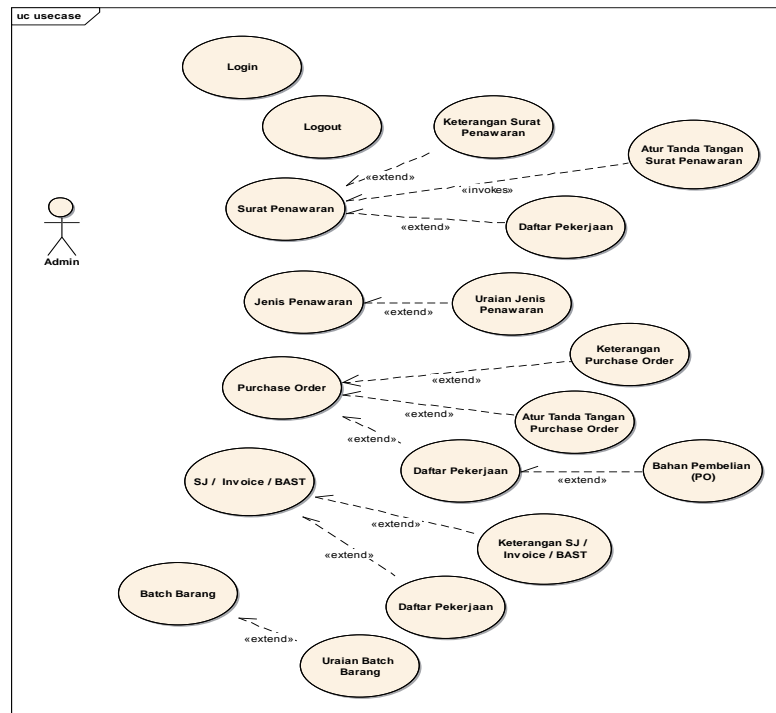 uc usecase
Login
Logout
Keterangan Surat
Penawaran
Atur Tanda Tangan
Surat Penawaran
«extend»
«invokes»
Surat Penawaran
«extend»
Daftar Pekerjaan
Admin
Jenis Penawaran
«extend»
Uraian Jenis
Penawaran
Keterangan
Purchase Order
«extend»
Purchase Order
«extend»
Atur Tanda Tangan
Purchase Order
«extend»
Daftar Pekerjaan
«extend»
Bahan Pembelian
(PO)
SJ / Invoice / BAST
«extend»
Keterangan SJ /
Invoice / BAST
«extend»
Daftar Pekerjaan
Batch Barang
«extend»
Uraian Batch
Barang